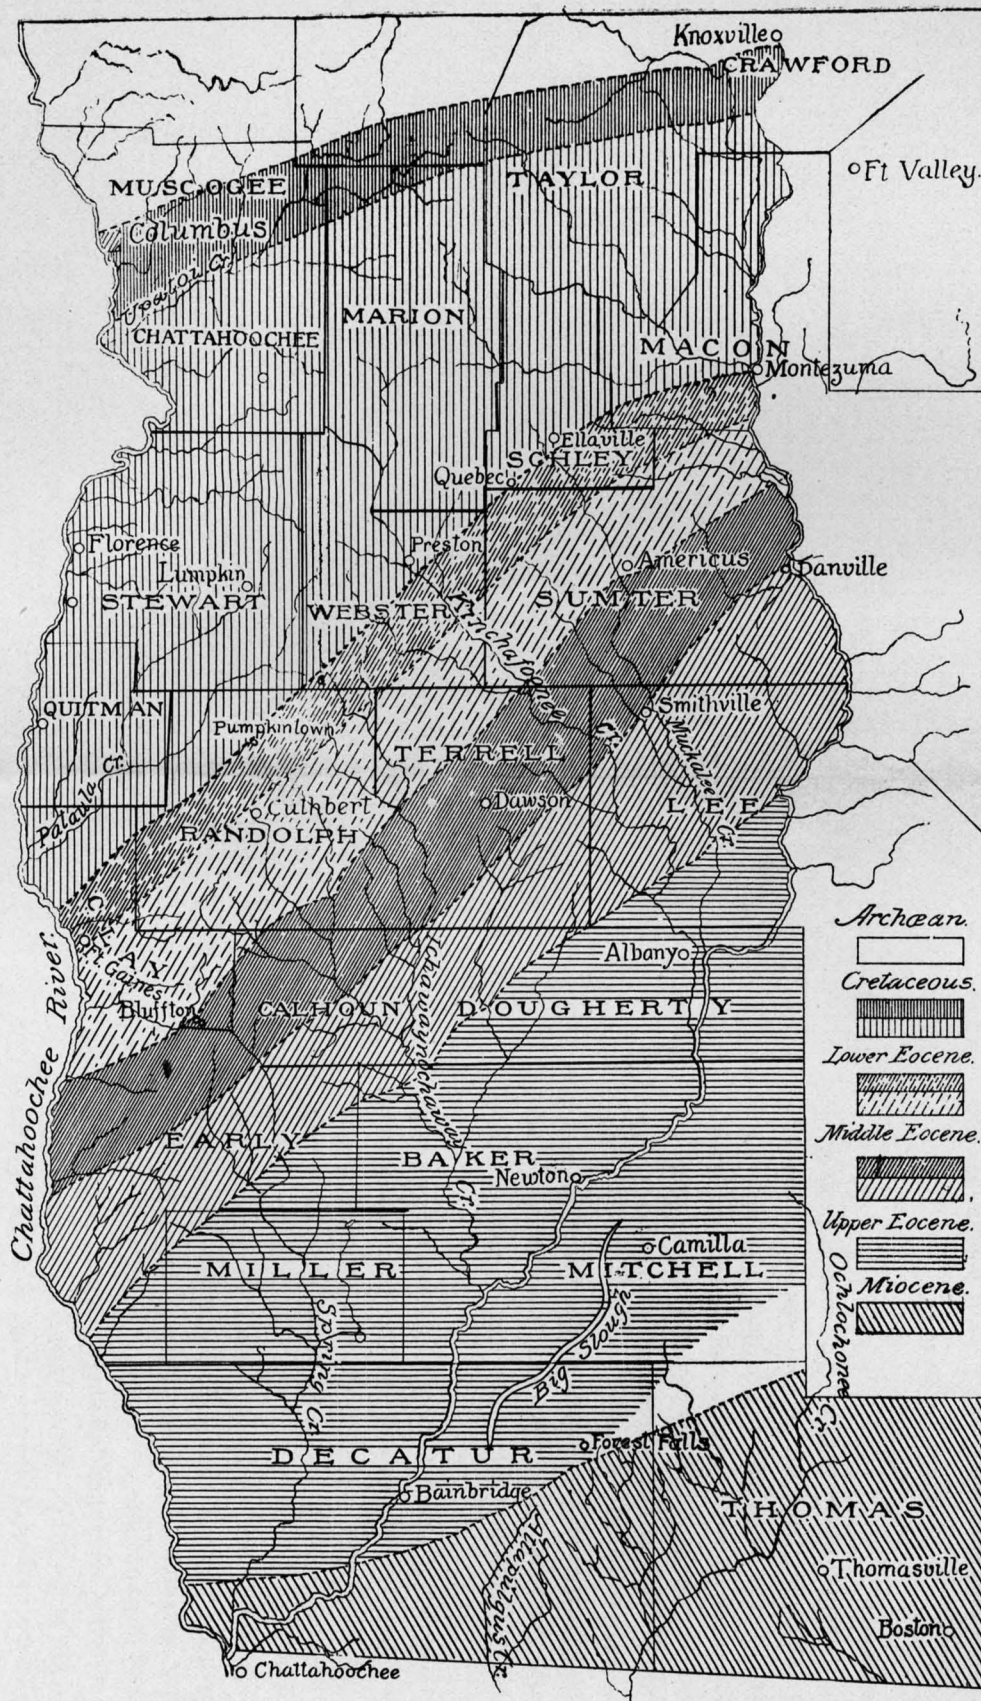 Knoxville
CRAWFORD
Ft Valley.
MUSCOGEE
TAYLOR
Columbus
Cr.
MARION
CHATTAHOOCHEE
MACON
Montezuma
Ellaville
SCHLEY
Quebec
Florence
Preston
Americus
Danville
Lumpkin
STEWART
WEBSTER
SUMTER
Kinchafoonee Cr.
QUITMAN
Pumpkintown
Smithville
TERRELL
Muckalee Cr.
Pataula Cr.
Cuthbert
Dawson
LEE
RANDOLPH
CLAY
Ft Gaines
Bluffton
Albany
CALHOUN
DOUGHERTY
Ichawaynochaway Cr.
Chattahoochee River.
EARLY
BAKER
Newton
Camilla
MILLER
MITCHELL
Spring Cr.
Big Slough
Ochlochonee Cr.
DECATUR
Forest Falls
Bainbridge
THOMAS
Thomasville
Attapulgus Cr.
Boston
Chattahoochee
Archæan.
Cretaceous.
Lower Eocene.
Middle Eocene.
Upper Eocene.
Miocene.